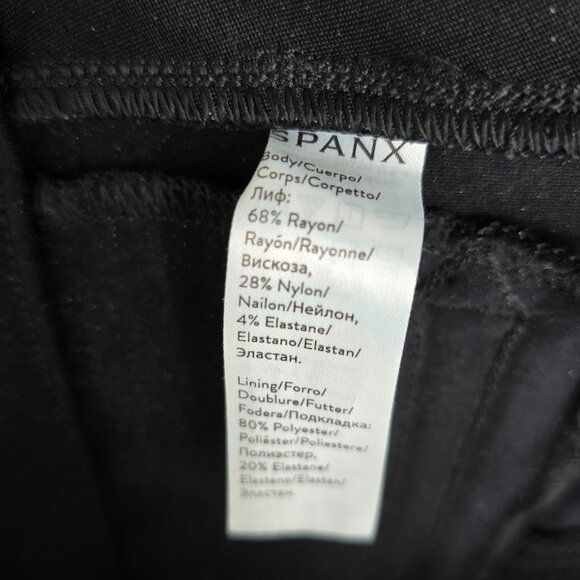 SPANX
Body/Cuerpo/
Corps/Corpetto/
Лиф:
68% Rayon/
Rayón/Rayonne/
Вискоза,
28% Nylon/
Nailon/Нейлон,
4% Elastane/
Elastano/Elastan/
Эластан.
Lining/Forro/
Doublure/Futter/
Fodera/Подкладка:
80% Polyester/
Poliéster/Poliestere/
Полиэстер,
20% Elastane/
Elastano/Elastan/
Эластан.